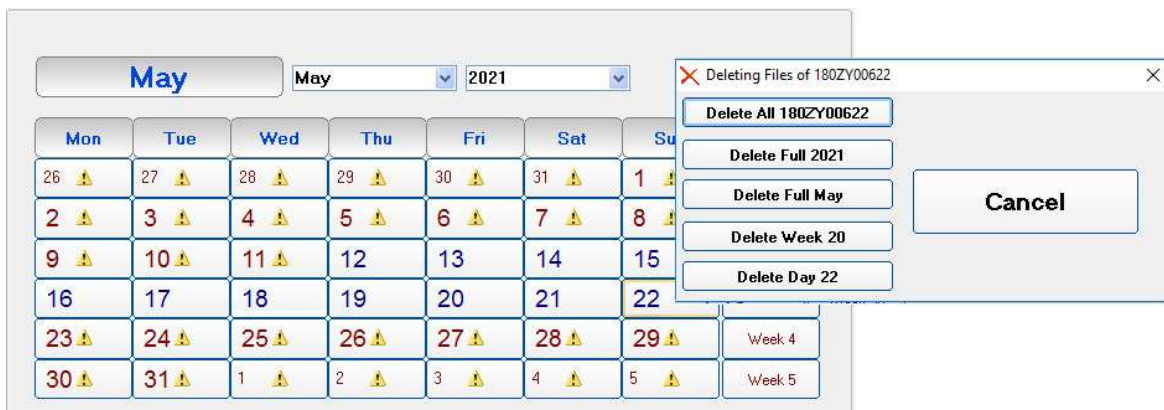 May
May
2021
Deleting Files of 180ZY00622
Delete All 180ZY00622
Delete Full 2021
Delete Full May
Delete Week 20
Delete Day 22
Cancel
Mon Tue Wed Thu Fri Sat
26 27 28 29 30 31 1
2 3 4 5 6 7 8
9 10 11 12 13 14 15
16 17 18 19 20 21 22
23 24 25 26 27 28 29 Week 4
30 31 1 2 3 4 5 Week 5